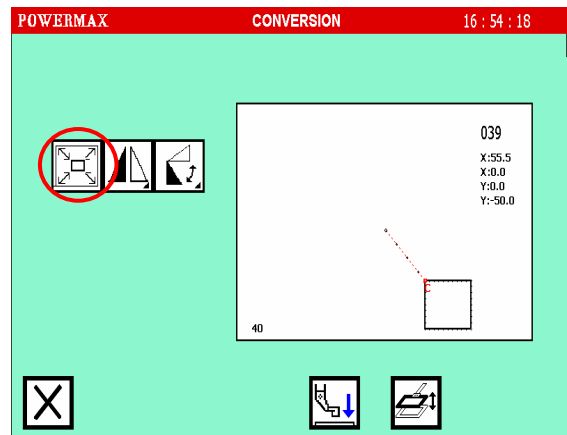 POWERMAX CONVERSION 16 : 54 : 18
039
X:55.5
X:0.0
Y:0.0
Y:-50.0
C
40